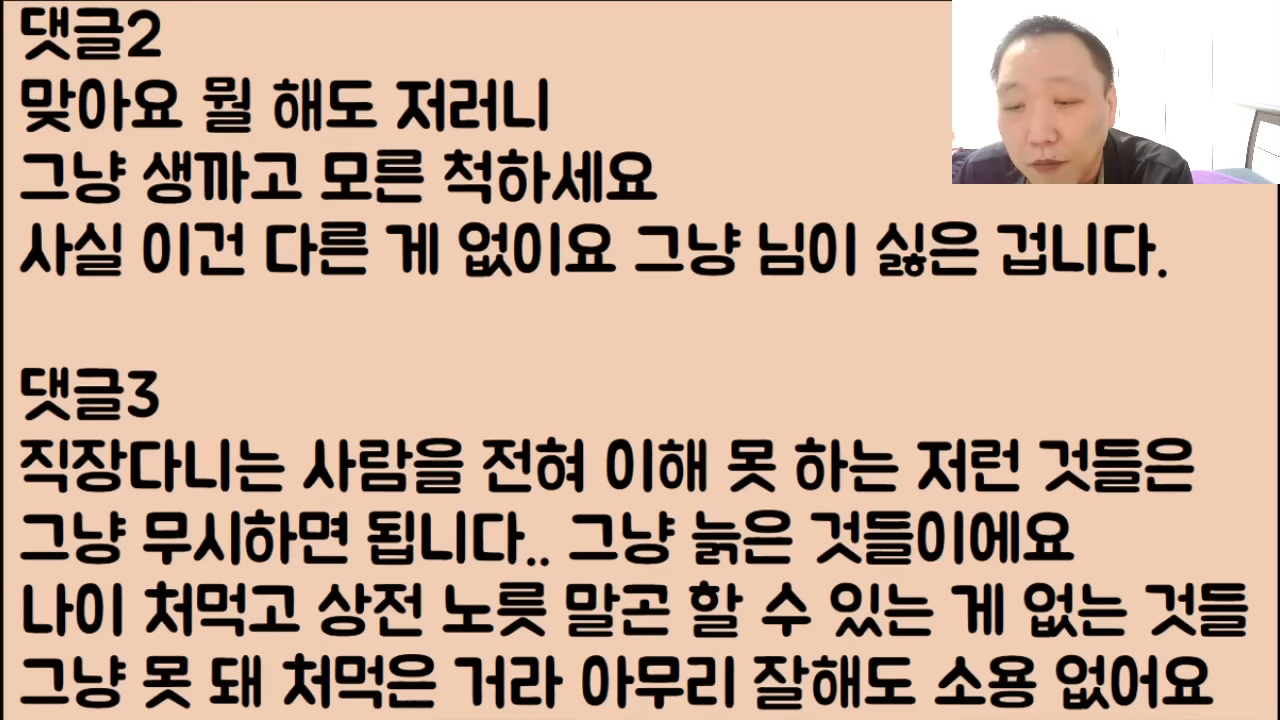 댓글2
맞아요 뭘 해도 저러니
그냥 생까고 모른 척하세요
사실 이건 다른 게 없이요 그냥 님이 싫은 겁니다.
댓글3
직장다니는 사람을 전혀 이해 못 하는 저런 것들은
그냥 무시하면 됩니다.. 그냥 늙은 것들이에요
나이 처먹고 상전 노릇 말곤 할 수 있는 게 없는 것들
그냥 못 돼 처먹은 거라 아무리 잘해도 소용 없어요